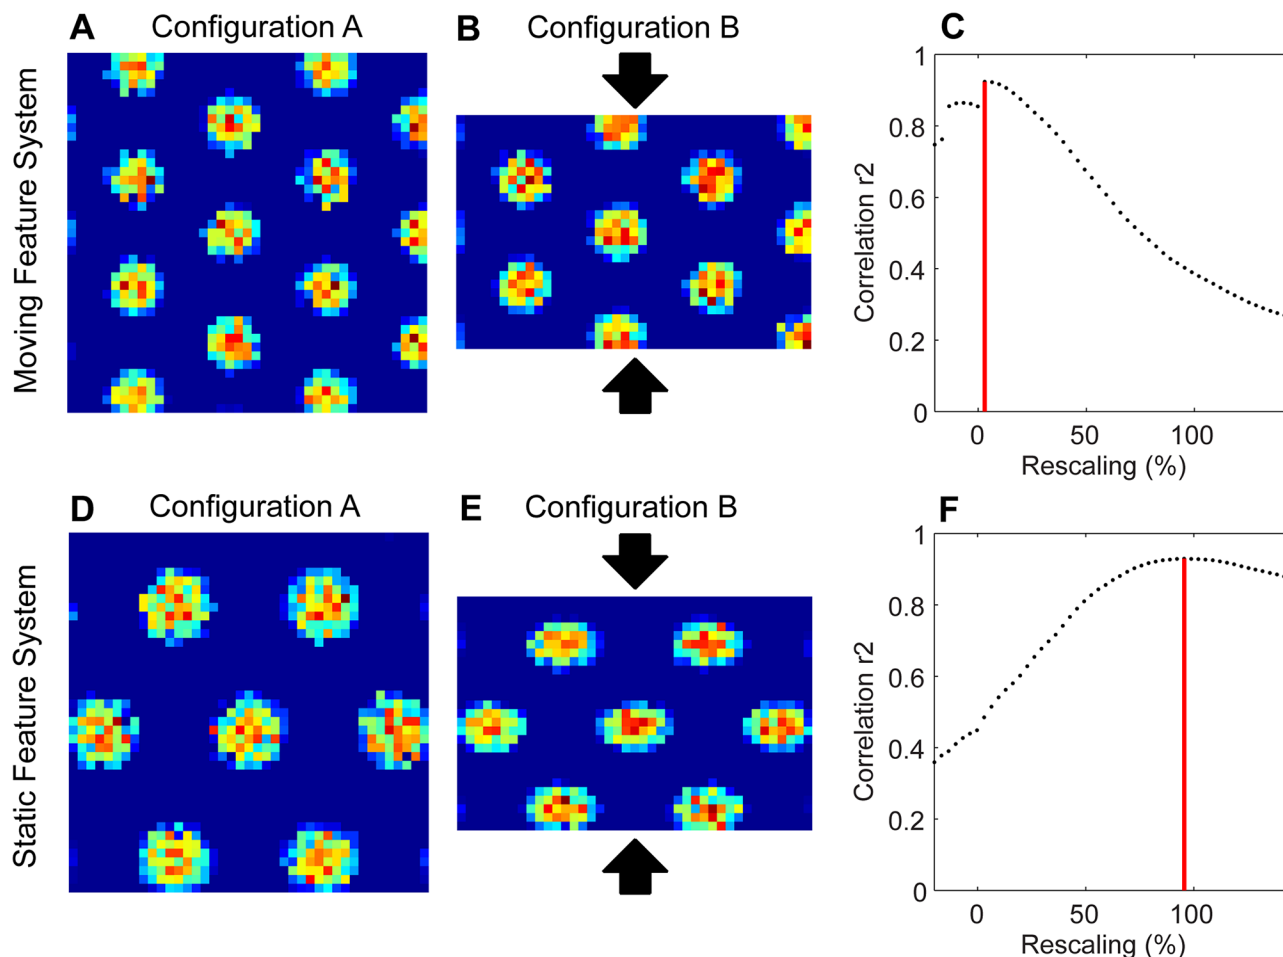 A Configuration A
B Configuration B
C
Moving Feature System
1
0.8
0.6
0.4
0.2
0
Correlation r2
0 50 100
Rescaling (%)
D Configuration A
E Configuration B
F
Static Feature System
1
0.8
0.6
0.4
0.2
0
Correlation r2
0 50 100
Rescaling (%)